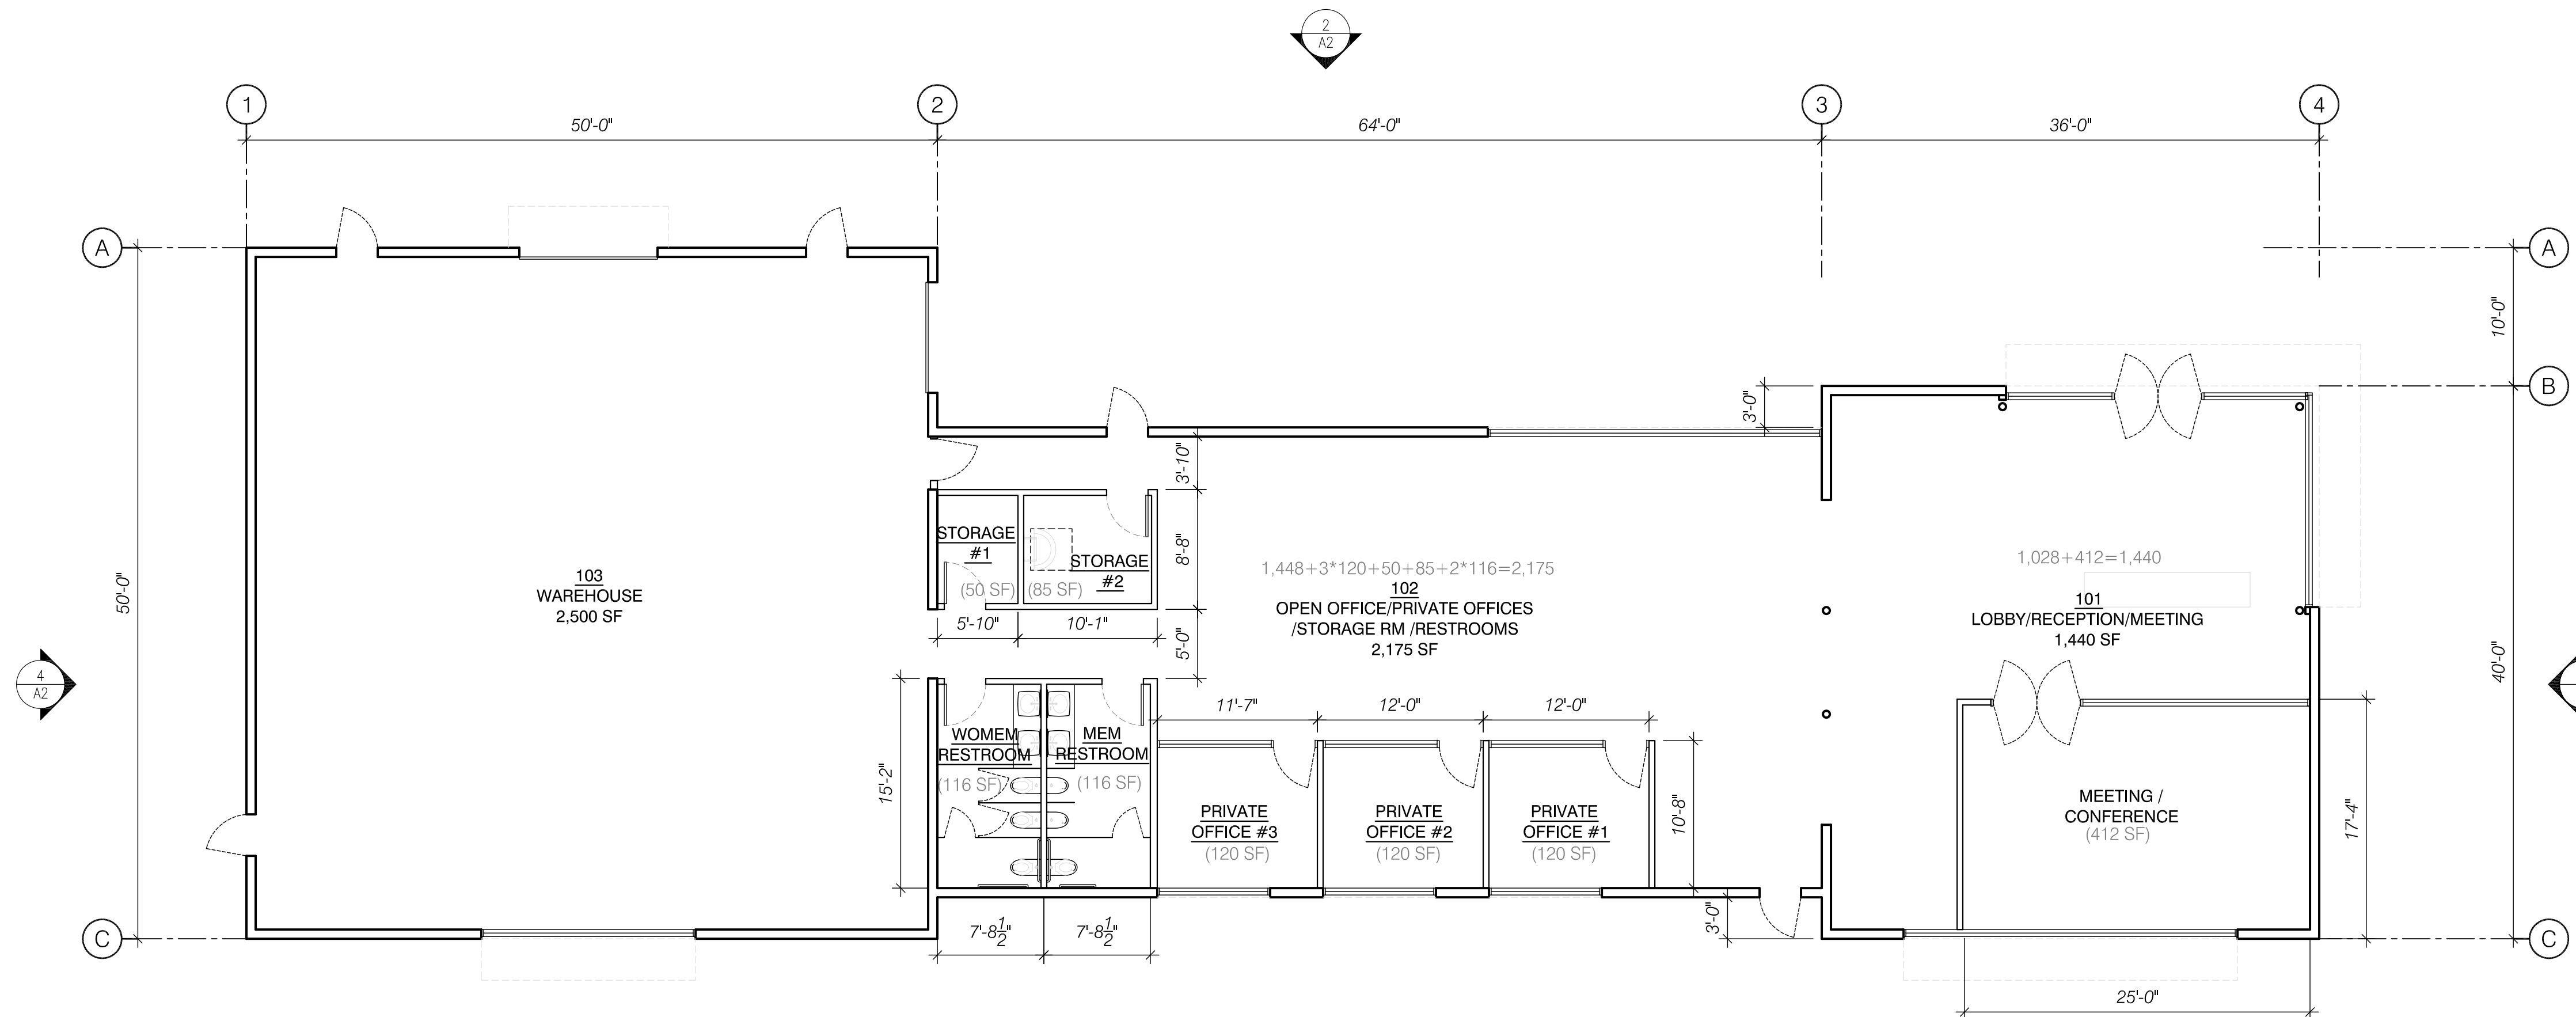 2
A2
1
2
3
4
50'-0"
64'-0"
36'-0"
A
A
10'-0"
B
3'-0"
3'-10"
50'-0"
103
WAREHOUSE
2,500 SF
STORAGE
#1
(50 SF)
STORAGE
#2
(85 SF)
8'-8"
5'-10"
10'-1"
5'-0"
1,448+3*120+50+85+2*116=2,175
102
OPEN OFFICE/PRIVATE OFFICES
/STORAGE RM /RESTROOMS
2,175 SF
1,028+412=1,440
101
LOBBY/RECEPTION/MEETING
1,440 SF
40'-0"
4
A2
11'-7"
12'-0"
12'-0"
15'-2"
WOMEM
RESTROOM
(116 SF)
MEM
RESTROOM
(116 SF)
PRIVATE
OFFICE #3
(120 SF)
PRIVATE
OFFICE #2
(120 SF)
PRIVATE
OFFICE #1
(120 SF)
10'-8"
MEETING /
CONFERENCE
(412 SF)
17'-4"
C
C
7'-8 1/2"
7'-8 1/2"
3'-0"
25'-0"